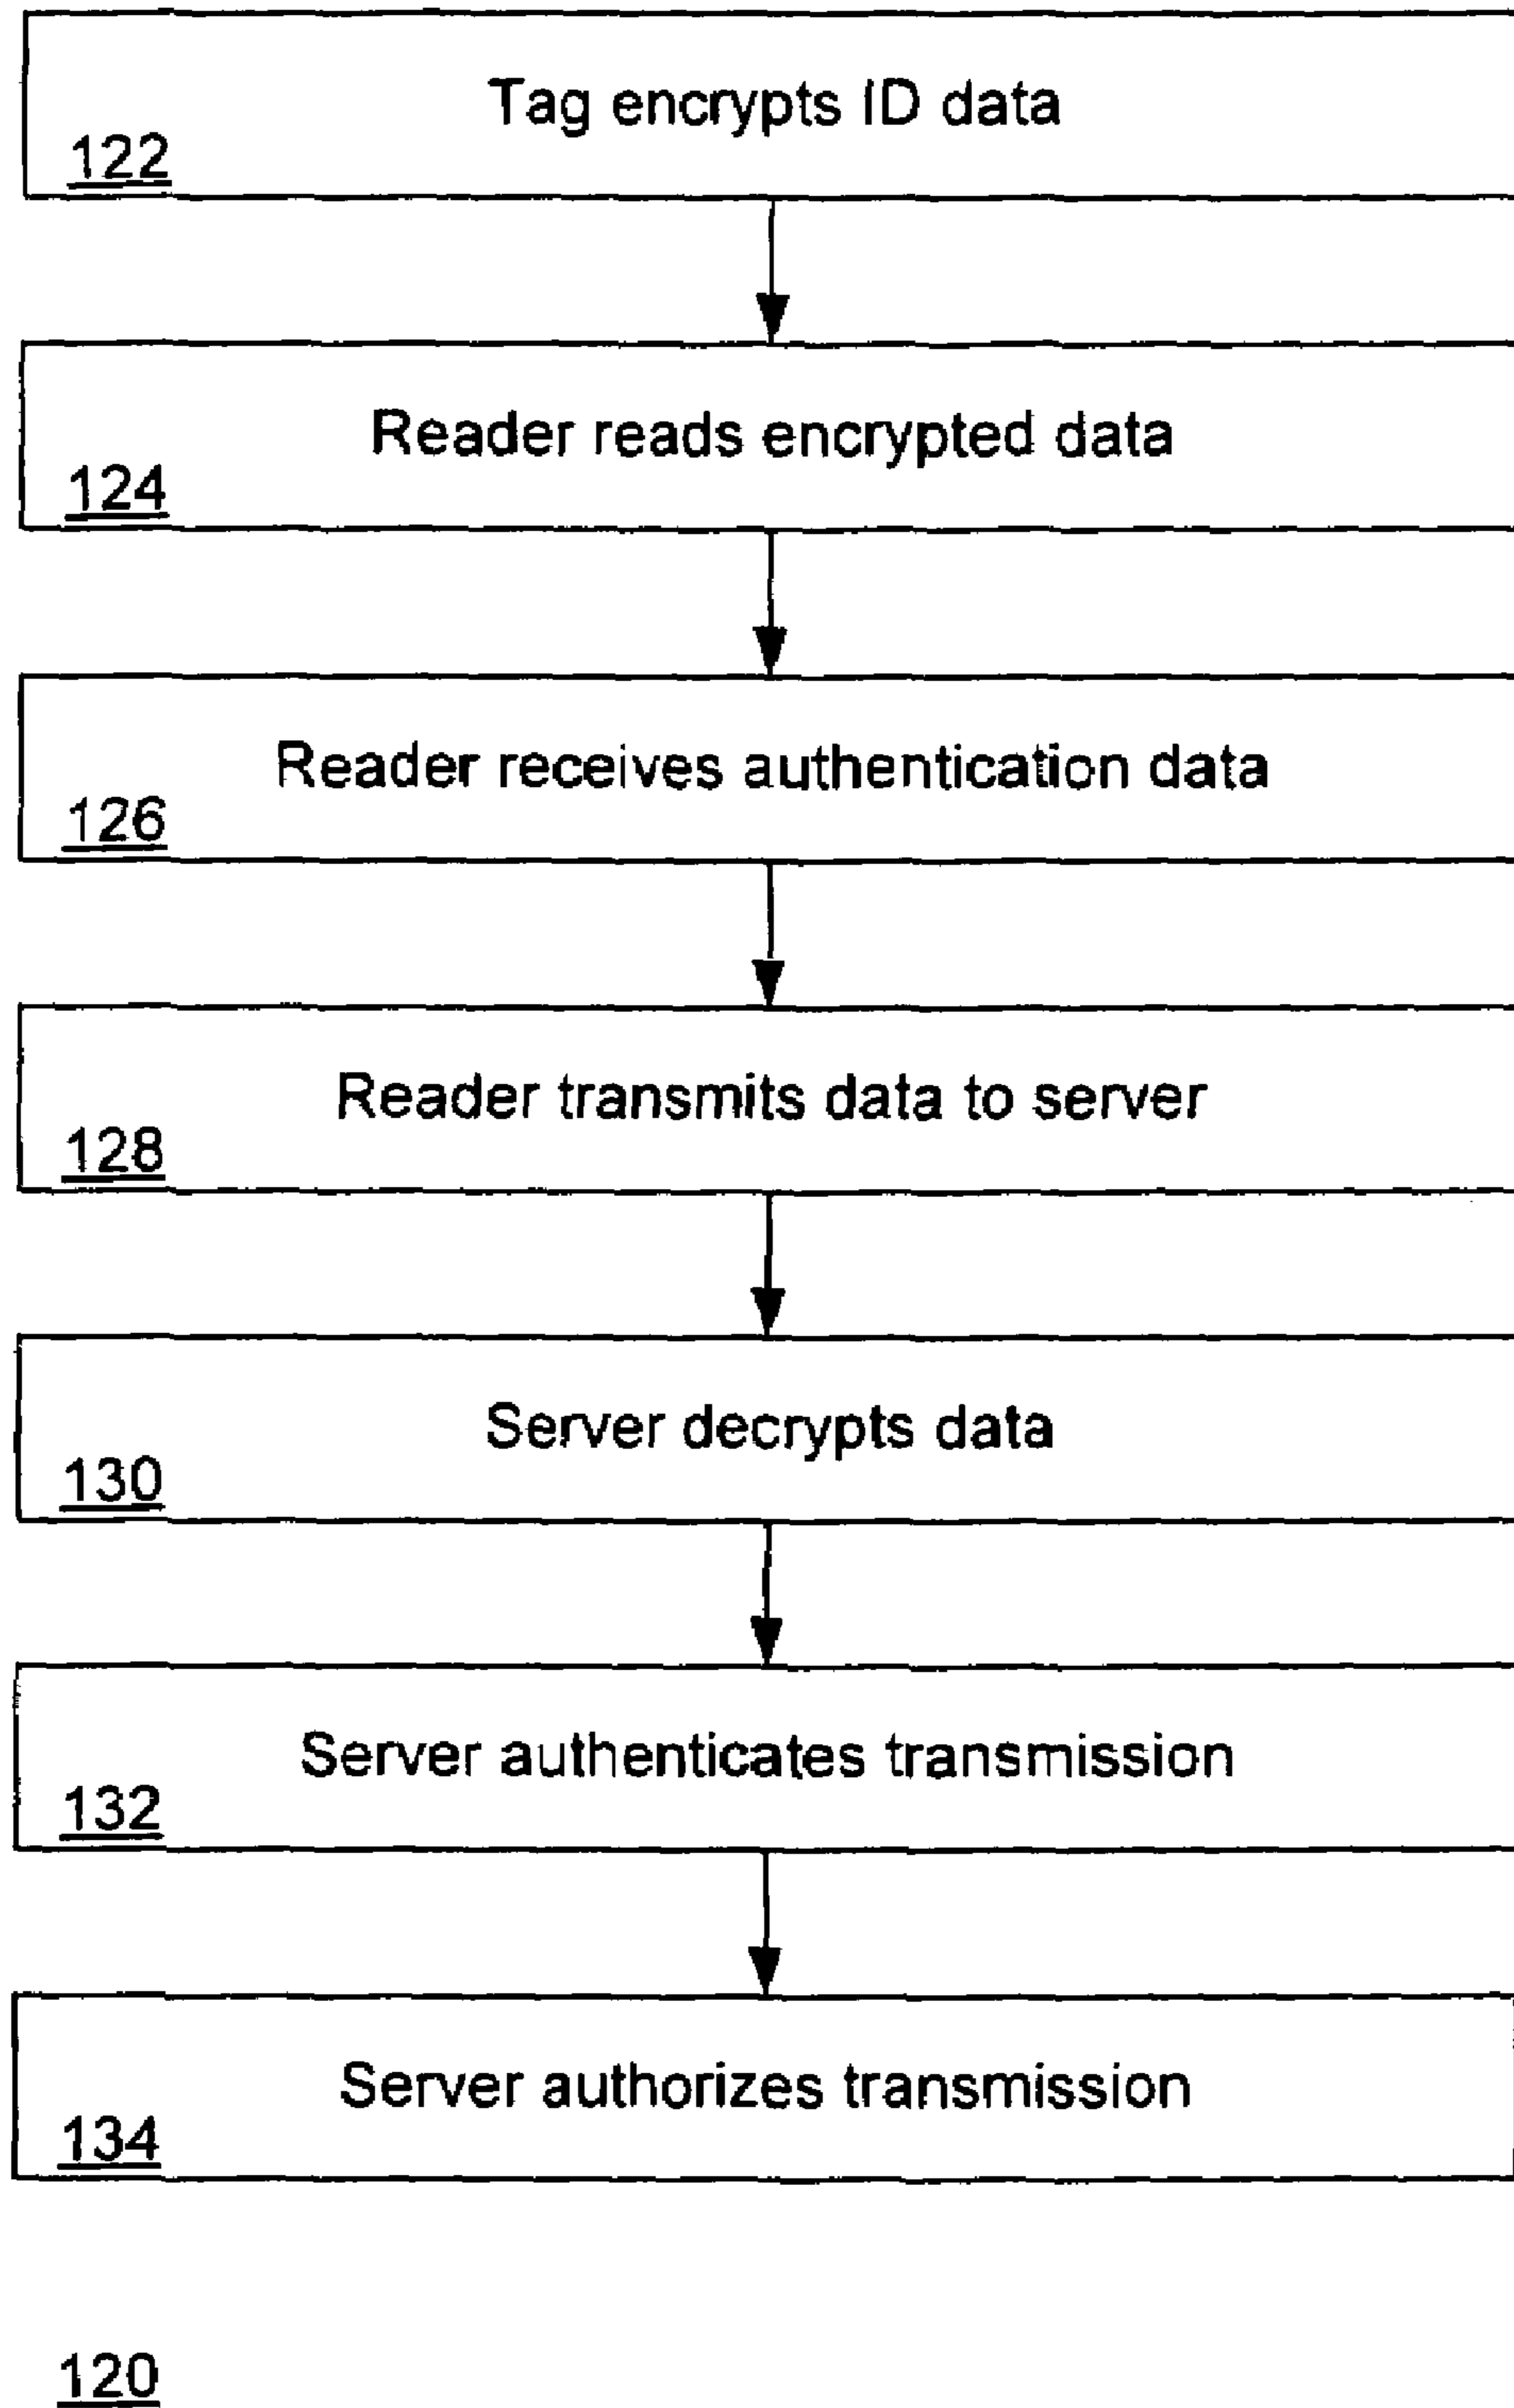 Tag encrypts ID data
122
Reader reads encrypted data
124
Reader receives authentication data
126
Reader transmits data to server
128
Server decrypts data
130
Server authenticates transmission
132
Server authorizes transmission
134
120